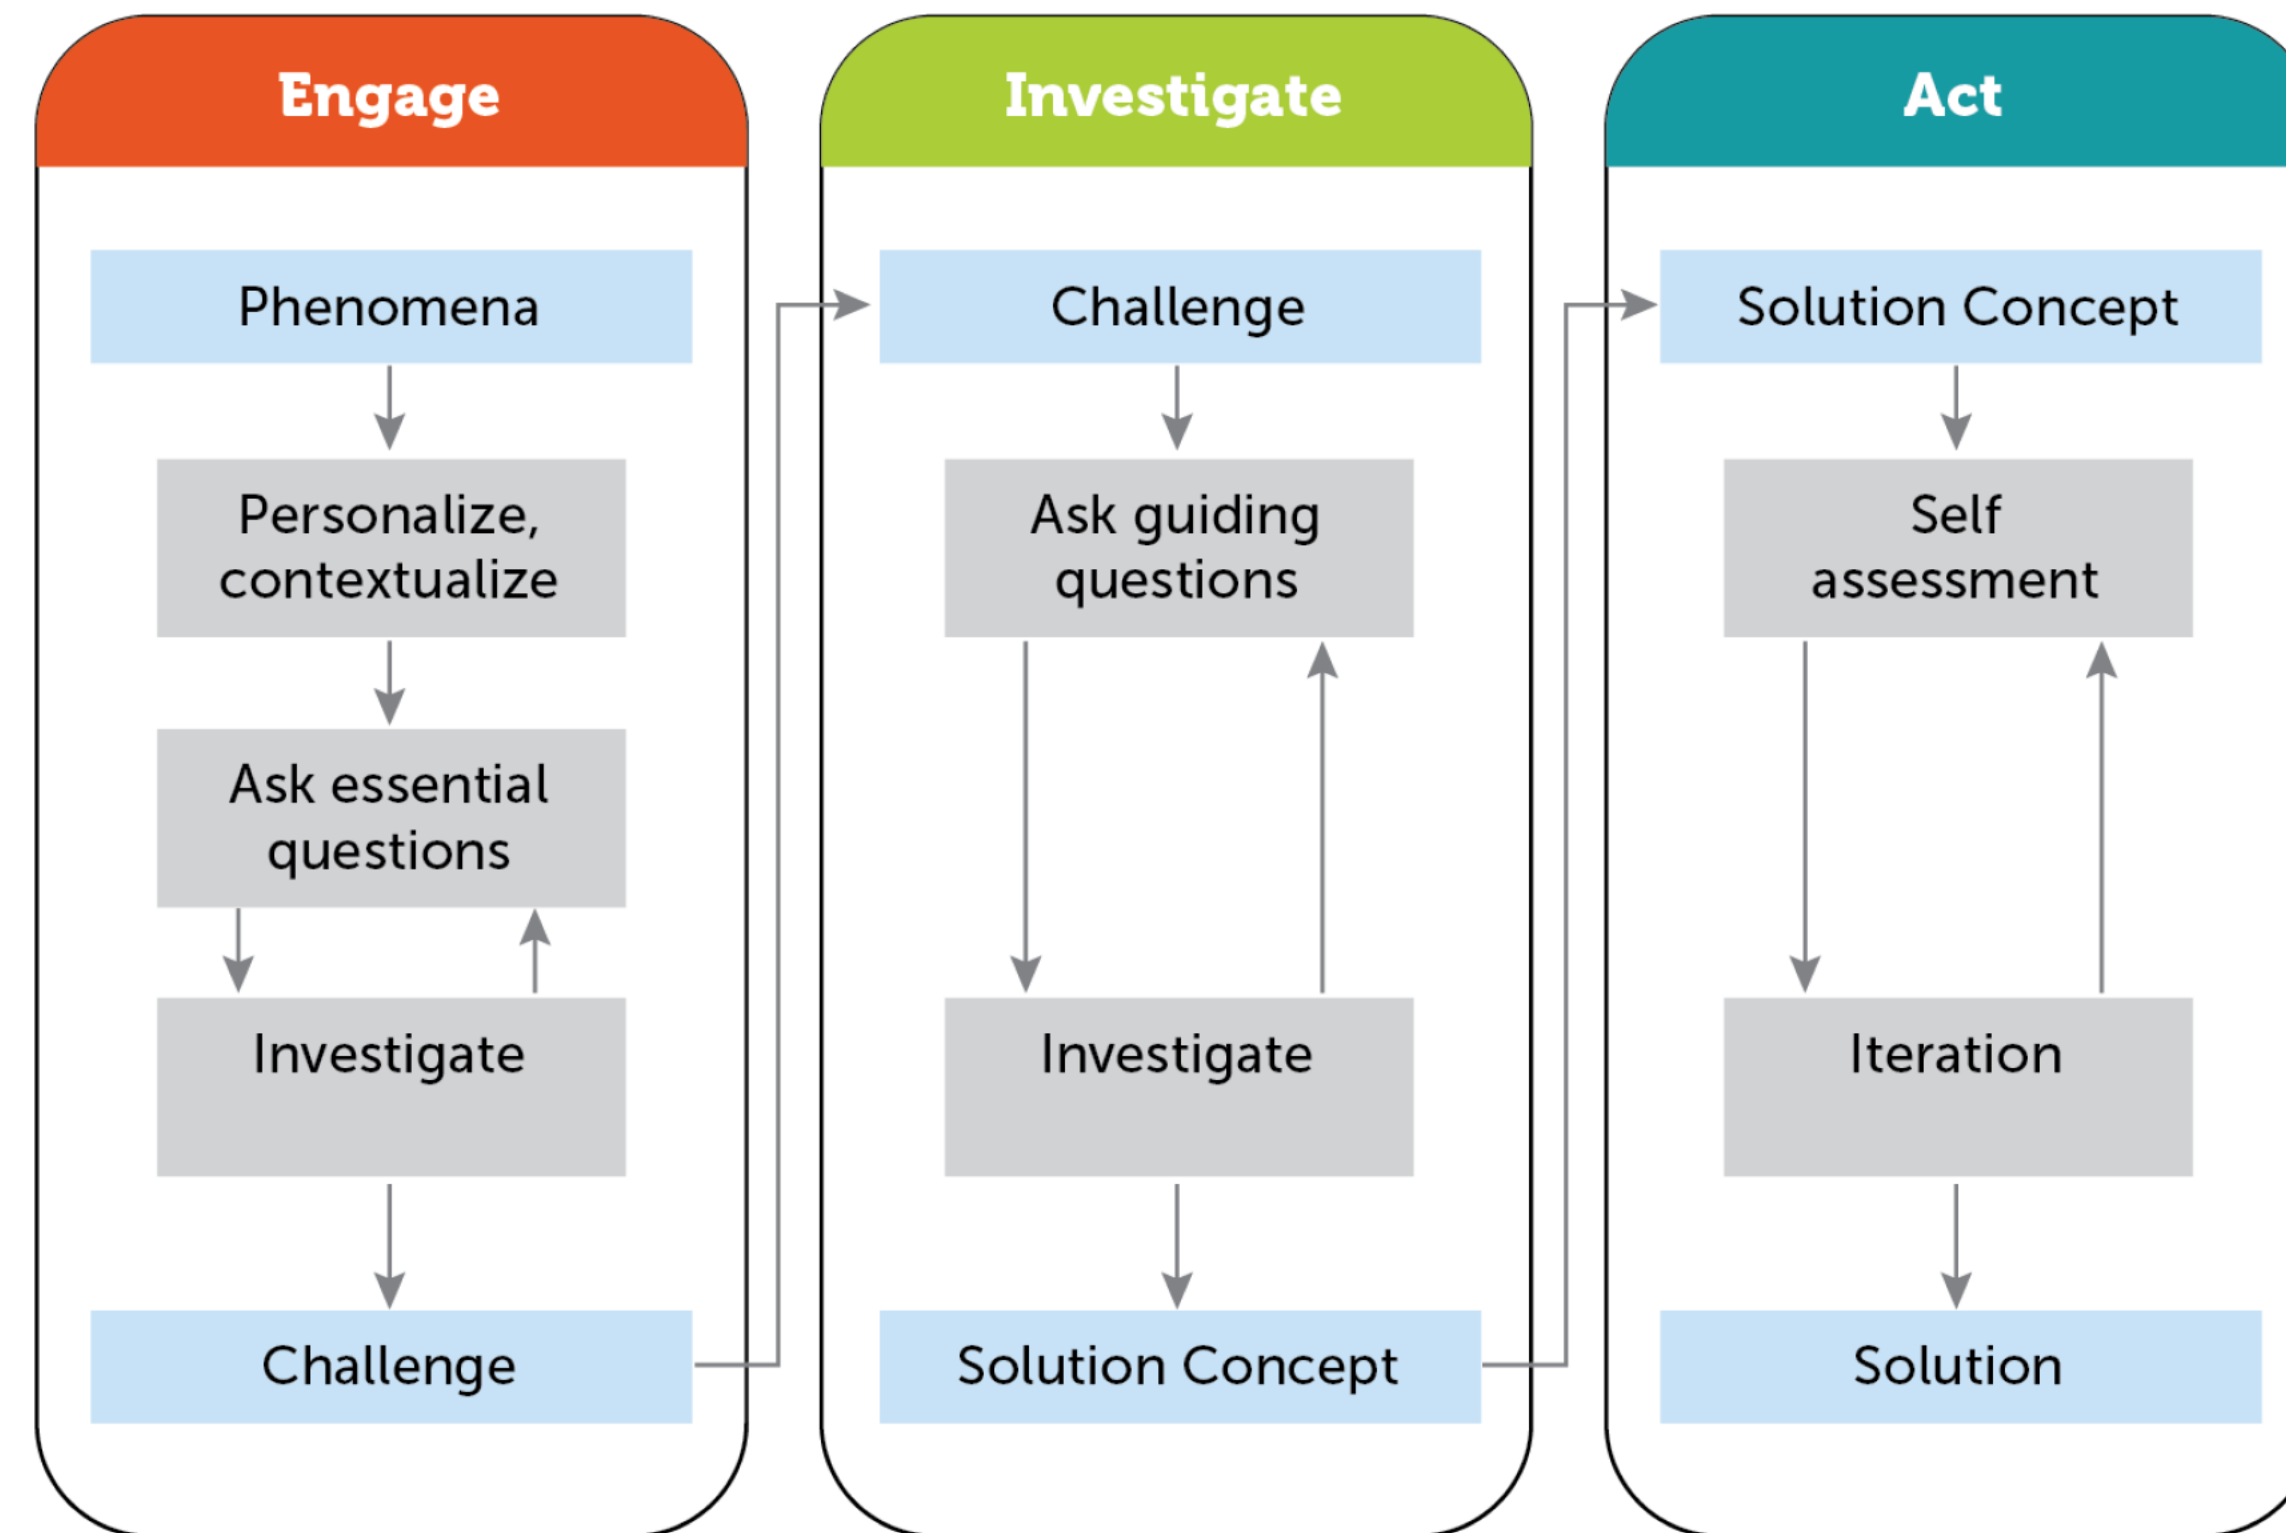 Engage
Phenomena
Personalize,
contextualize
Ask essential
questions
Investigate
Challenge
Investigate
Challenge
Ask guiding
questions
Investigate
Solution Concept
Act
Solution Concept
Self
assessment
Iteration
Solution